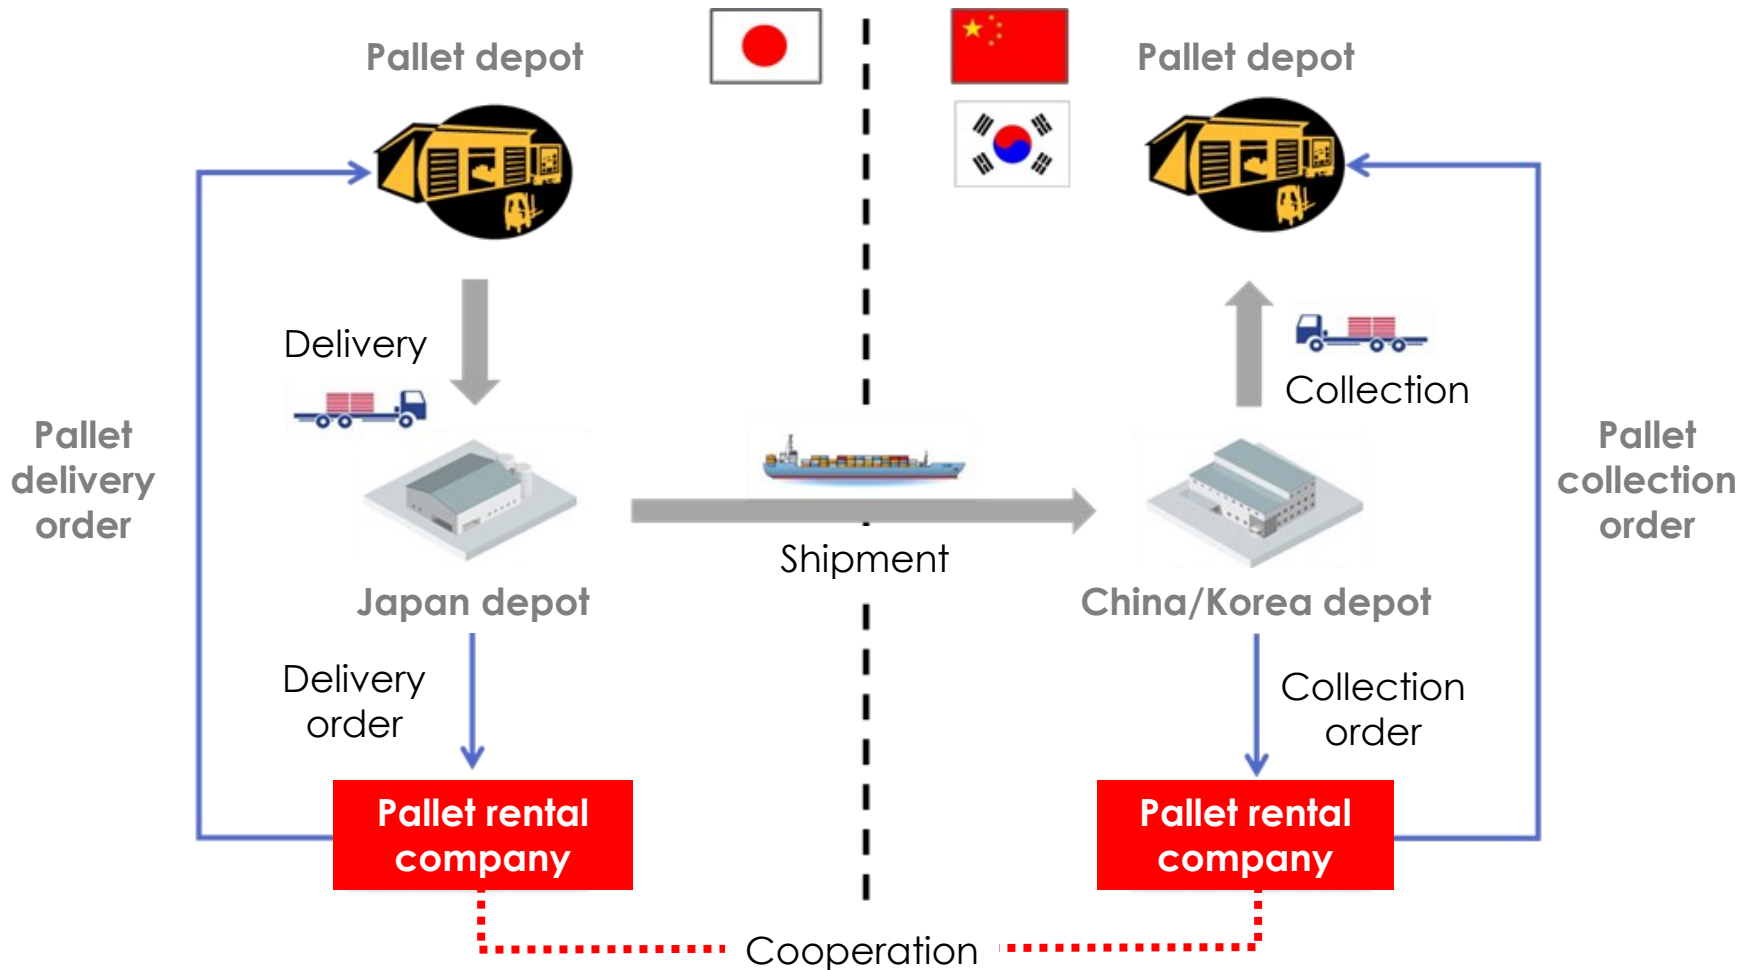 Pallet depot
Pallet depot
Delivery
Collection
Pallet
delivery
order
Pallet
collection
order
Shipment
Japan depot
China/Korea depot
Delivery
order
Collection
order
Pallet rental
company
Pallet rental
company
Cooperation